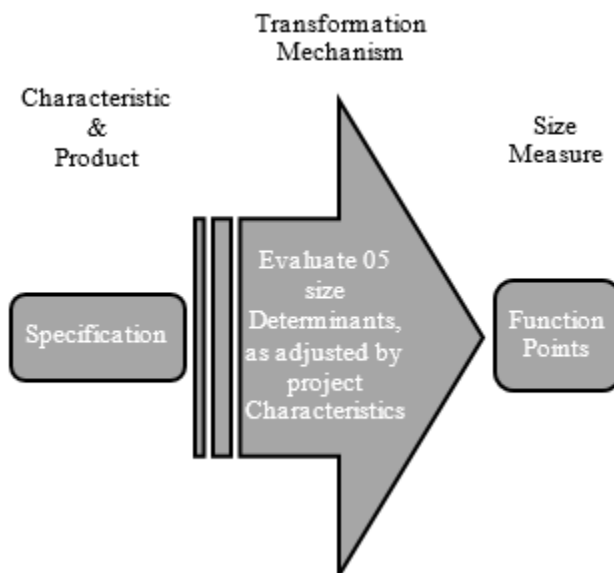 Transformation
Mechanism
Characteristic
&
Product
Size
Measure
Specification
Evaluate 05
size
Determinants,
as adjusted by
project
Characteristics
Function
Points